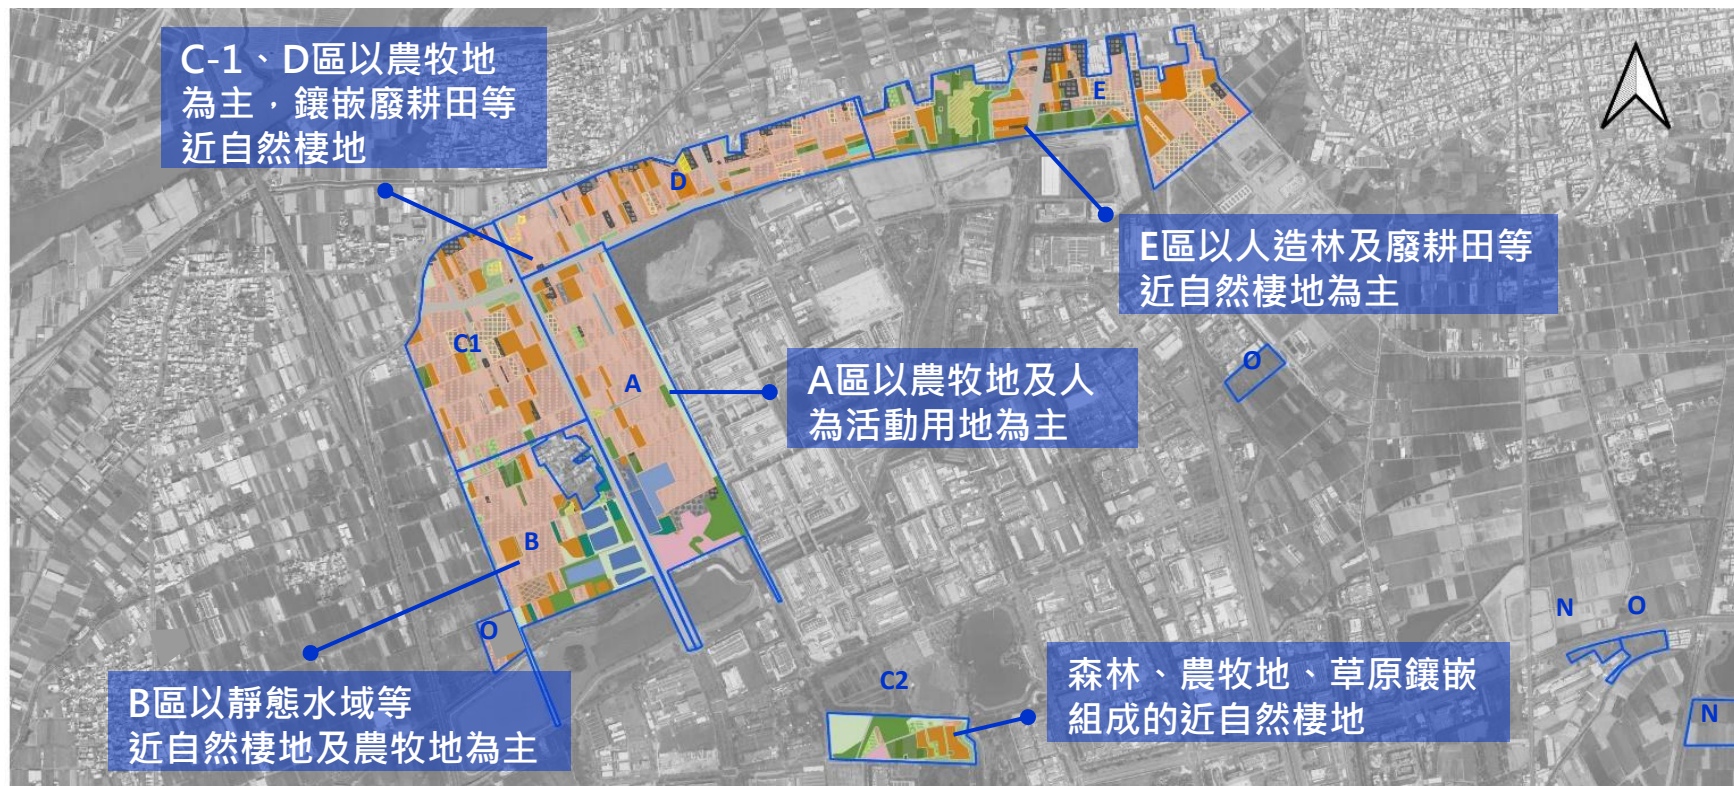 C-1、D區以農牧地
為主，鑲嵌廢耕田等
近自然棲地
E
D
E區以人造林及廢耕田等
近自然棲地為主
C1
A
A區以農牧地及人
為活動用地為主
O
B
O
B區以靜態水域等
近自然棲地及農牧地為主
C2
森林、農牧地、草原鑲嵌
組成的近自然棲地
N
O
N